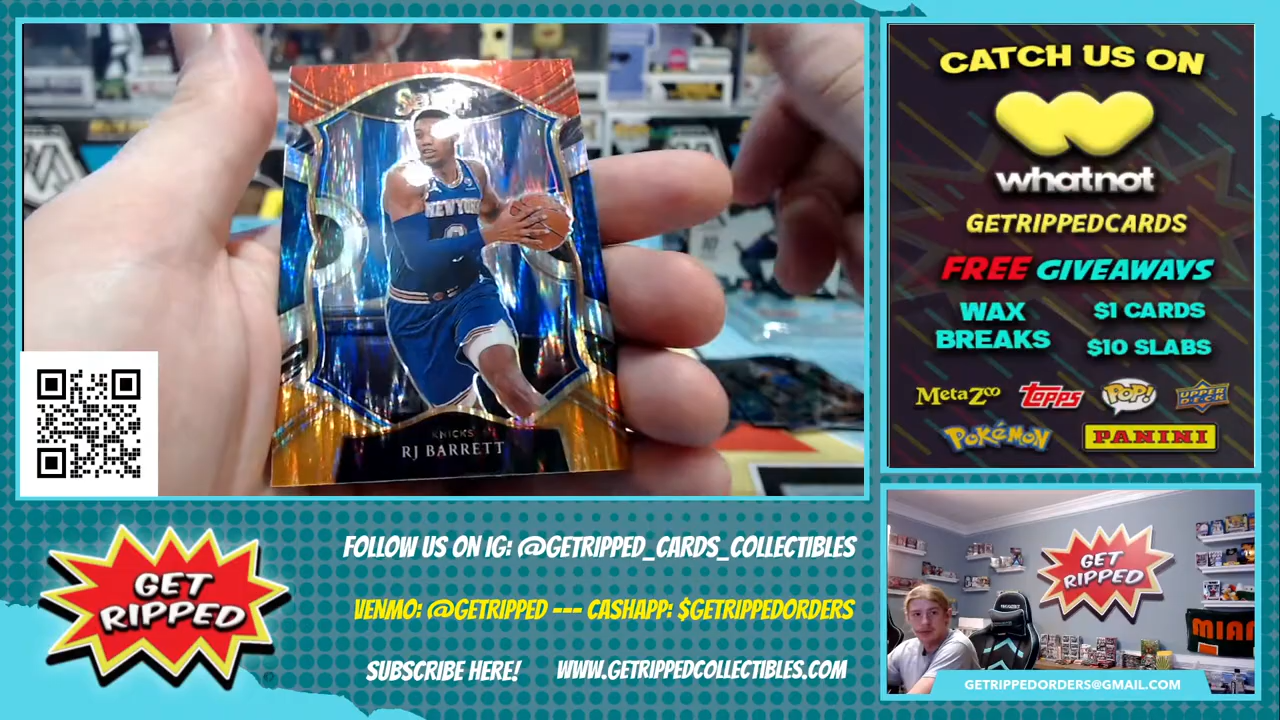 SELECT
NEW YORK
KNICKS
RJ BARRETT
CATCH US ON
whatnot
GETRIPPEDCARDS
FREE GIVEAWAYS
WAX BREAKS
$1 CARDS
$10 SLABS
MetaZoo
TOPPS
POP!
UPPER DECK
POKéMON
PANINI
GET
RIPPED
FOLLOW US ON IG: @GETRIPPED_CARDS_COLLECTIBLES
VENMO: @GETRIPPED --- CASHAPP: $GETRIPPEDORDERS
SUBSCRIBE HERE!
WWW.GETRIPPEDCOLLECTIBLES.COM
GET
RIPPED
MIAMI
GETRIPPEDORDERS@GMAIL.COM